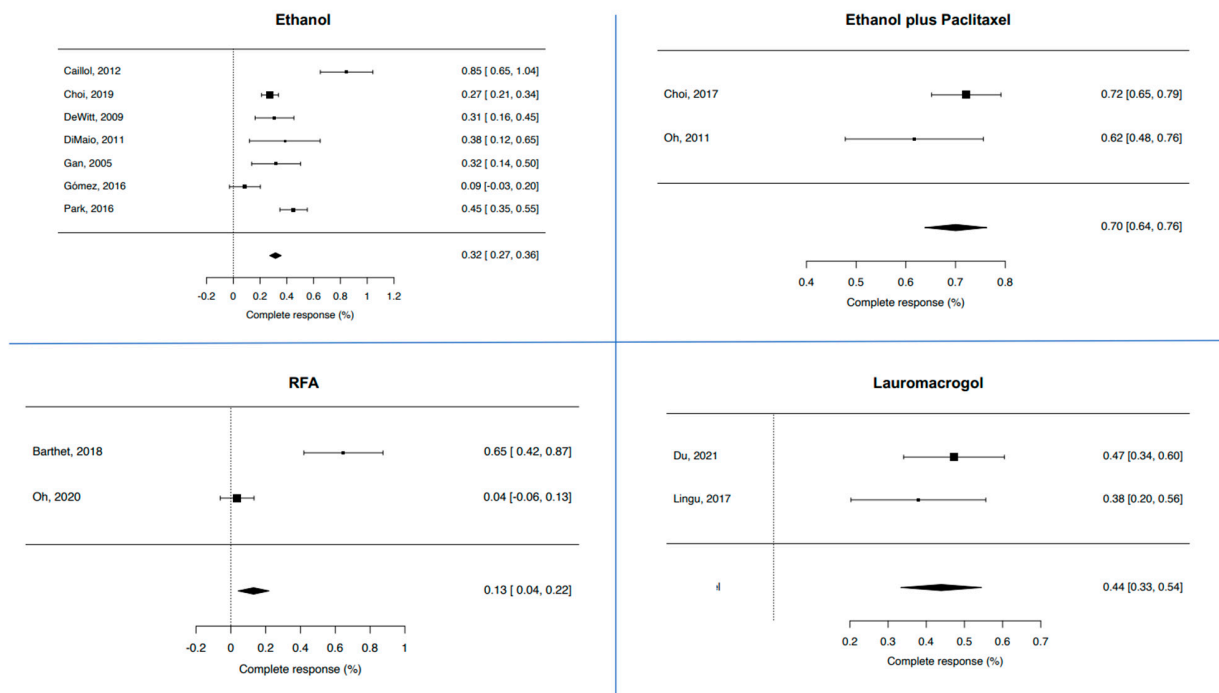 Ethanol
Caillol, 2012 0.85 [ 0.65, 1.04]
Choi, 2019 0.27 [ 0.21, 0.34]
DeWitt, 2009 0.31 [ 0.16, 0.45]
DiMaio, 2011 0.38 [ 0.12, 0.65]
Gan, 2005 0.32 [ 0.14, 0.50]
Gómez, 2016 0.09 [-0.03, 0.20]
Park, 2016 0.45 [ 0.35, 0.55]
0.32 [ 0.27, 0.36]
-0.2 0 0.2 0.4 0.6 0.8 1 1.2
Complete response (%)
Ethanol plus Paclitaxel
Choi, 2017 0.72 [0.65, 0.79]
Oh, 2011 0.62 [0.48, 0.76]
0.70 [0.64, 0.76]
0.4 0.5 0.6 0.7 0.8
Complete response (%)
RFA
Barthet, 2018 0.65 [ 0.42, 0.87]
Oh, 2020 0.04 [-0.06, 0.13]
0.13 [ 0.04, 0.22]
-0.2 0 0.2 0.4 0.6 0.8 1
Complete response (%)
Lauromacrogol
Du, 2021 0.47 [0.34, 0.60]
Lingu, 2017 0.38 [0.20, 0.56]
0.44 [0.33, 0.54]
0.2 0.3 0.4 0.5 0.6 0.7
Complete response (%)